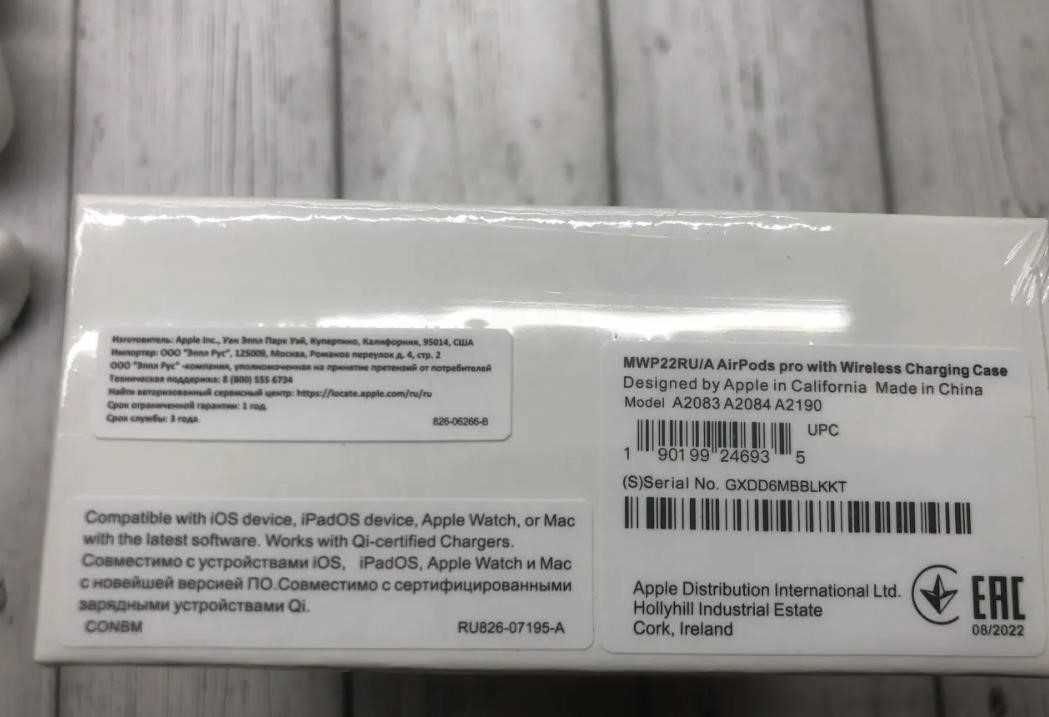 Изготовитель: Apple Inc., Уан Эппл Парк Уэй, Купертино, Калифорния, 95014, США
Импортер: ООО "Эппл Рус", 125009, Москва, Романов переулок д. 4, стр. 2
ООО "Эппл Рус" -компания, уполномоченная на принятие претензий от потребителей
Техническая поддержка: 8 (800) 555 6734
Найти авторизованный сервисный центр: https://locate.apple.com/ru/ru
Срок ограниченной гарантии: 1 год.
Срок службы: 3 года.
826-06266-B
Compatible with iOS device, iPadOS device, Apple Watch, or Mac
with the latest software. Works with Qi-certified Chargers.
Совместимо с устройствами iOS, iPadOS, Apple Watch и Mac
с новейшей версией ПО.Совместимо с сертифицированными
зарядными устройствами Qi.
CONBM
RU826-07195-A
MWP22RU/A AirPods pro with Wireless Charging Case
Designed by Apple in California Made in China
Model A2083 A2084 A2190
UPC
1 90199 24693 5
(S)Serial No. GXDD6MBBLKKT
Apple Distribution International Ltd.
Hollyhill Industrial Estate
Cork, Ireland
EAC
08/2022